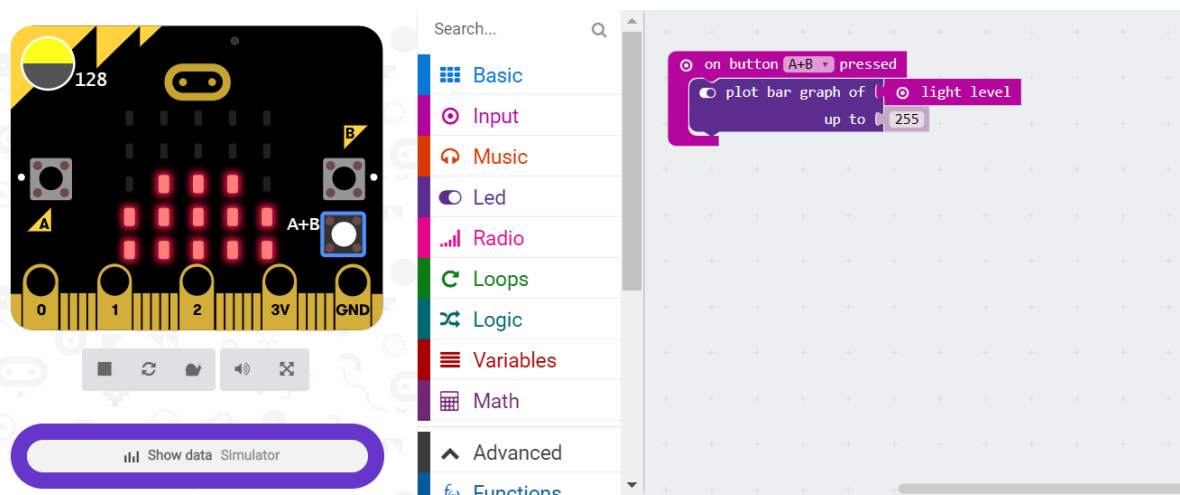 128
B
A
A+B
0 1 2 3V GND
Show data Simulator
Search...
Basic
Input
Music
Led
Radio
Loops
Logic
Variables
Math
Advanced
Functions
on button A+B pressed
plot bar graph of light level
up to 255